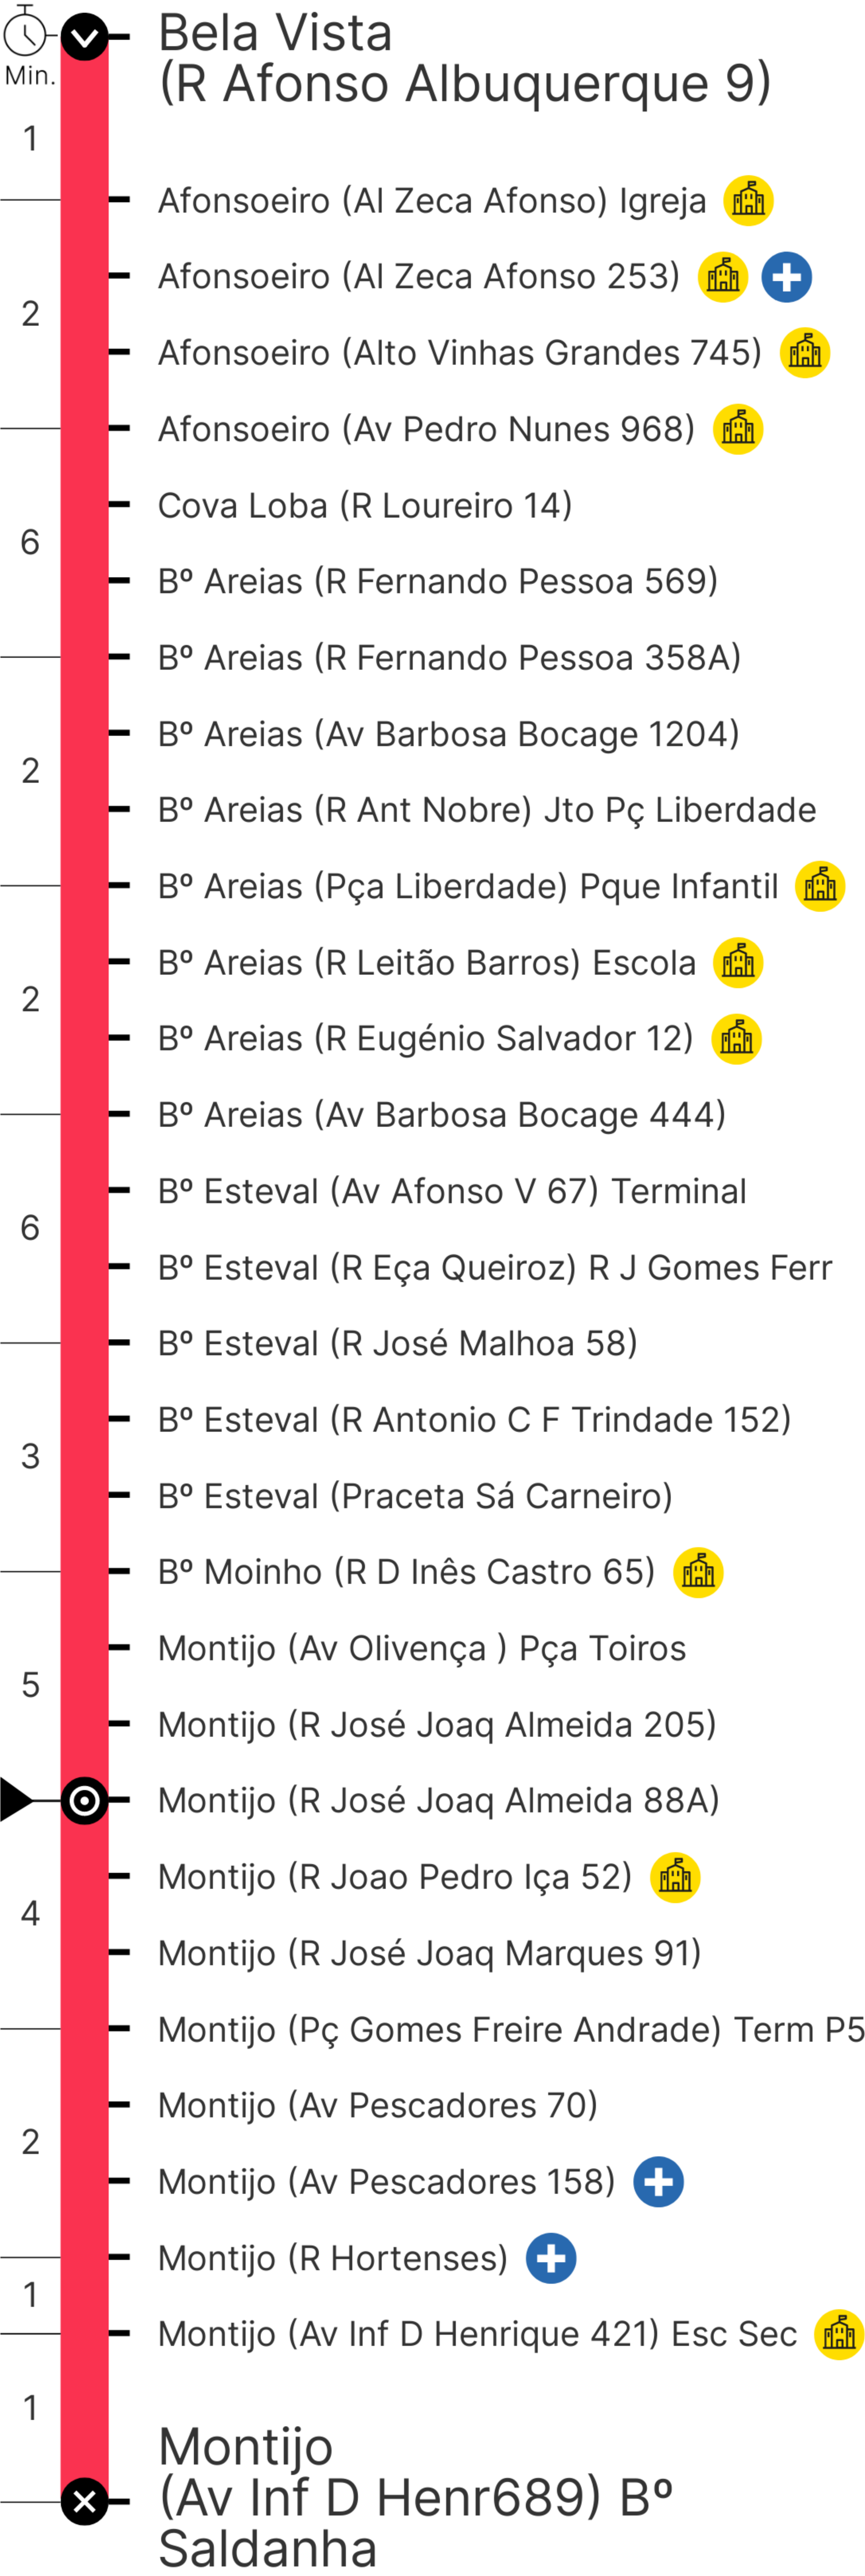 Min.
Bela Vista
(R Afonso Albuquerque 9)
1
Afonsoeiro (Al Zeca Afonso) Igreja
Afonsoeiro (Al Zeca Afonso 253)
2
Afonsoeiro (Alto Vinhas Grandes 745)
Afonsoeiro (Av Pedro Nunes 968)
Cova Loba (R Loureiro 14)
6
Bº Areias (R Fernando Pessoa 569)
Bº Areias (R Fernando Pessoa 358A)
Bº Areias (Av Barbosa Bocage 1204)
2
Bº Areias (R Ant Nobre) Jto Pç Liberdade
Bº Areias (Pça Liberdade) Pque Infantil
Bº Areias (R Leitão Barros) Escola
2
Bº Areias (R Eugénio Salvador 12)
Bº Areias (Av Barbosa Bocage 444)
Bº Esteval (Av Afonso V 67) Terminal
6
Bº Esteval (R Eça Queiroz) R J Gomes Ferr
Bº Esteval (R José Malhoa 58)
Bº Esteval (R Antonio C F Trindade 152)
3
Bº Esteval (Praceta Sá Carneiro)
Bº Moinho (R D Inês Castro 65)
Montijo (Av Olivença ) Pça Toiros
5
Montijo (R José Joaq Almeida 205)
Montijo (R José Joaq Almeida 88A)
Montijo (R Joao Pedro Iça 52)
4
Montijo (R José Joaq Marques 91)
Montijo (Pç Gomes Freire Andrade) Term P5
Montijo (Av Pescadores 70)
2
Montijo (Av Pescadores 158)
Montijo (R Hortenses)
1
Montijo (Av Inf D Henrique 421) Esc Sec
1
Montijo
(Av Inf D Henr689) Bº
Saldanha